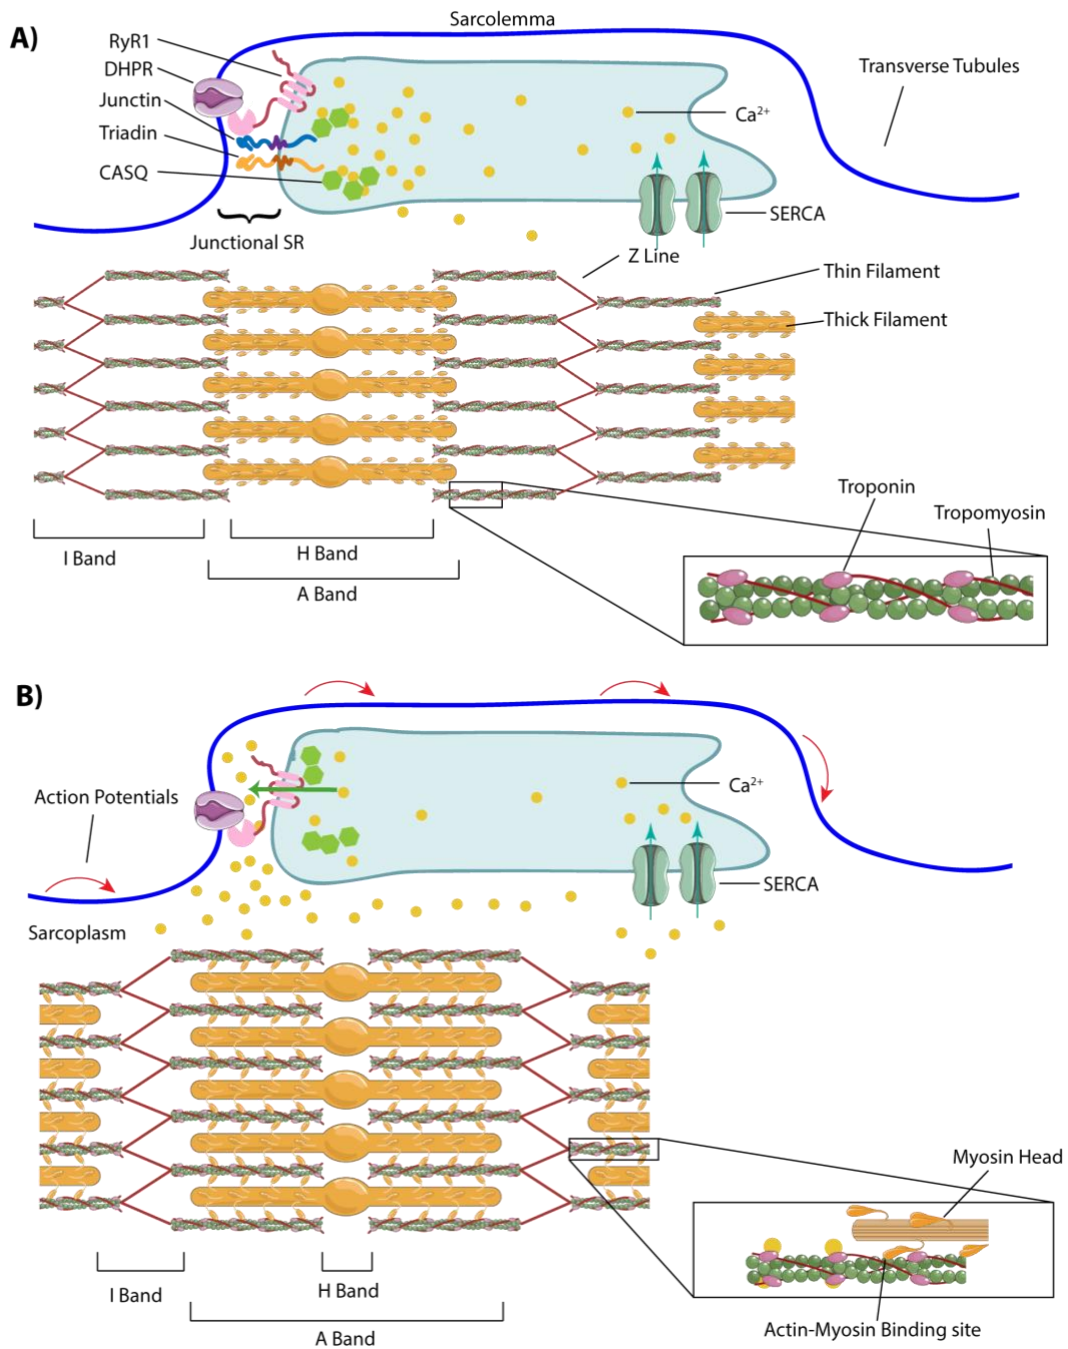 A)
Sarcolemma
RyR1
DHPR
Junctin
Triadin
CASQ
Transverse Tubules
Ca²⁺
SERCA
Junctional SR
Z Line
Thin Filament
Thick Filament
Troponin
Tropomyosin
I Band
H Band
A Band
B)
Action Potentials
Ca²⁺
SERCA
Sarcoplasm
Myosin Head
I Band
H Band
A Band
Actin-Myosin Binding site